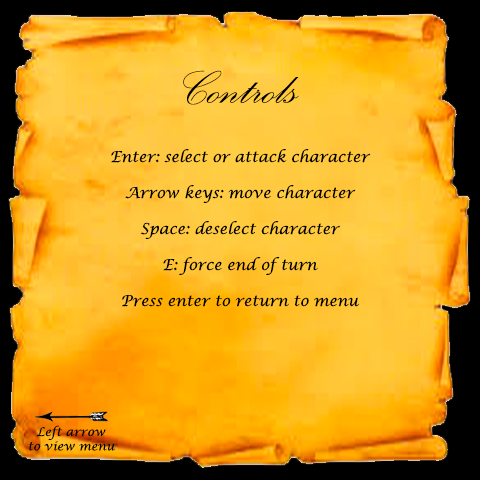 Controls
Enter: select or attack character
Arrow keys: move character
Space: deselect character
E: force end of turn
Press enter to return to menu
Left arrow
to view menu